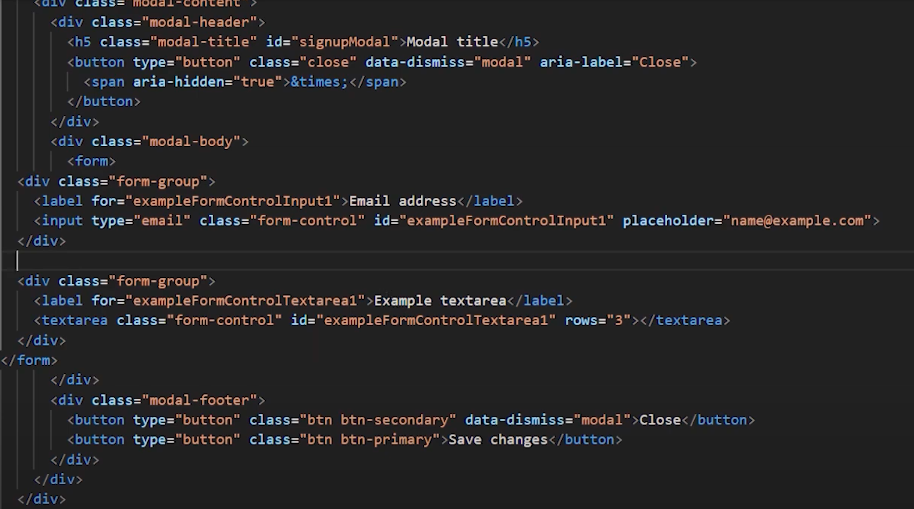 <div class="modal-content">
<div class="modal-header">
<h5 class="modal-title" id="signupModal">Modal title</h5>
<button type="button" class="close" data-dismiss="modal" aria-label="Close">
<span aria-hidden="true">&times;</span>
</button>
</div>
<div class="modal-body">
<form>
<div class="form-group">
<label for="exampleFormControlInput1">Email address</label>
<input type="email" class="form-control" id="exampleFormControlInput1" placeholder="name@example.com">
</div>
<div class="form-group">
<label for="exampleFormControlTextarea1">Example textarea</label>
<textarea class="form-control" id="exampleFormControlTextarea1" rows="3"></textarea>
</div>
</form>
</div>
<div class="modal-footer">
<button type="button" class="btn btn-secondary" data-dismiss="modal">Close</button>
<button type="button" class="btn btn-primary">Save changes</button>
</div>
</div>
</div>